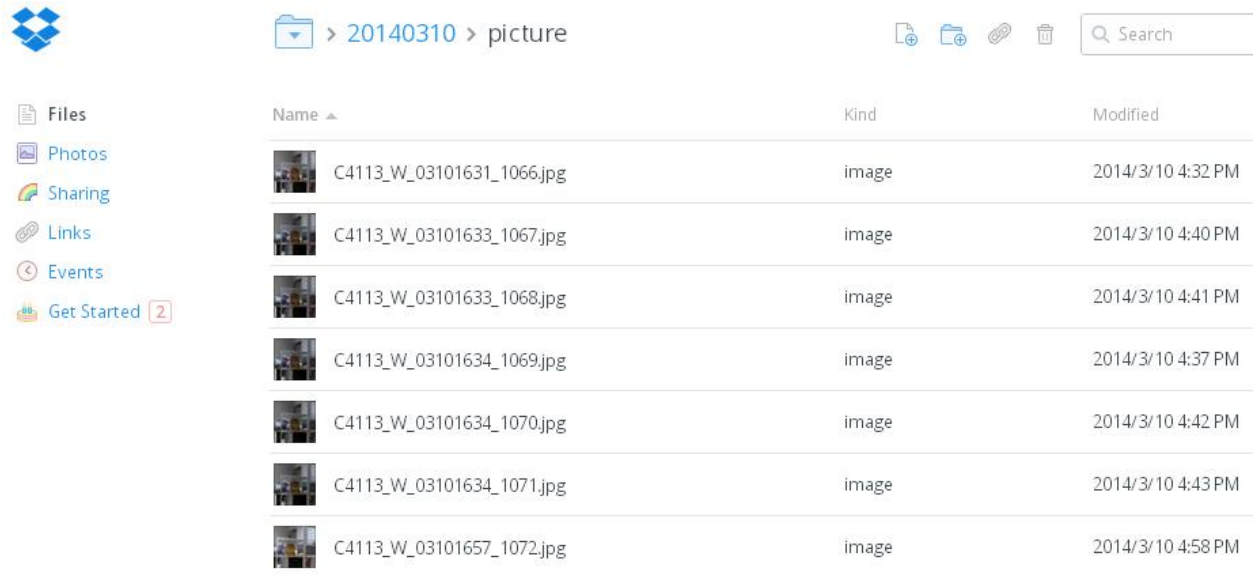 > 20140310 > picture
Search
Files
Photos
Sharing
Links
Events
Get Started 2
Name Kind Modified
C4113_W_03101631_1066.jpg image 2014/3/10 4:32 PM
C4113_W_03101633_1067.jpg image 2014/3/10 4:40 PM
C4113_W_03101633_1068.jpg image 2014/3/10 4:41 PM
C4113_W_03101634_1069.jpg image 2014/3/10 4:37 PM
C4113_W_03101634_1070.jpg image 2014/3/10 4:42 PM
C4113_W_03101634_1071.jpg image 2014/3/10 4:43 PM
C4113_W_03101657_1072.jpg image 2014/3/10 4:58 PM